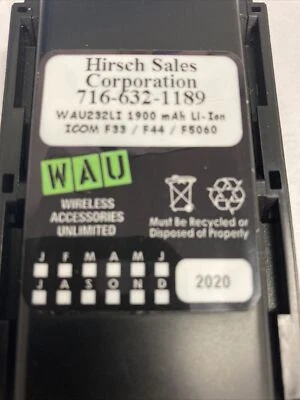 Hirsch Sales
Corporation
716-632-1189
WAU232LI 1900 mAh Li-Ion
ICOM F33 / F44 / F5060
WAU
WIRELESS
ACCESSORIES
UNLIMITED
Must Be Recycled or
Disposed of Properly
J F M A M J
J A S O N D
2020